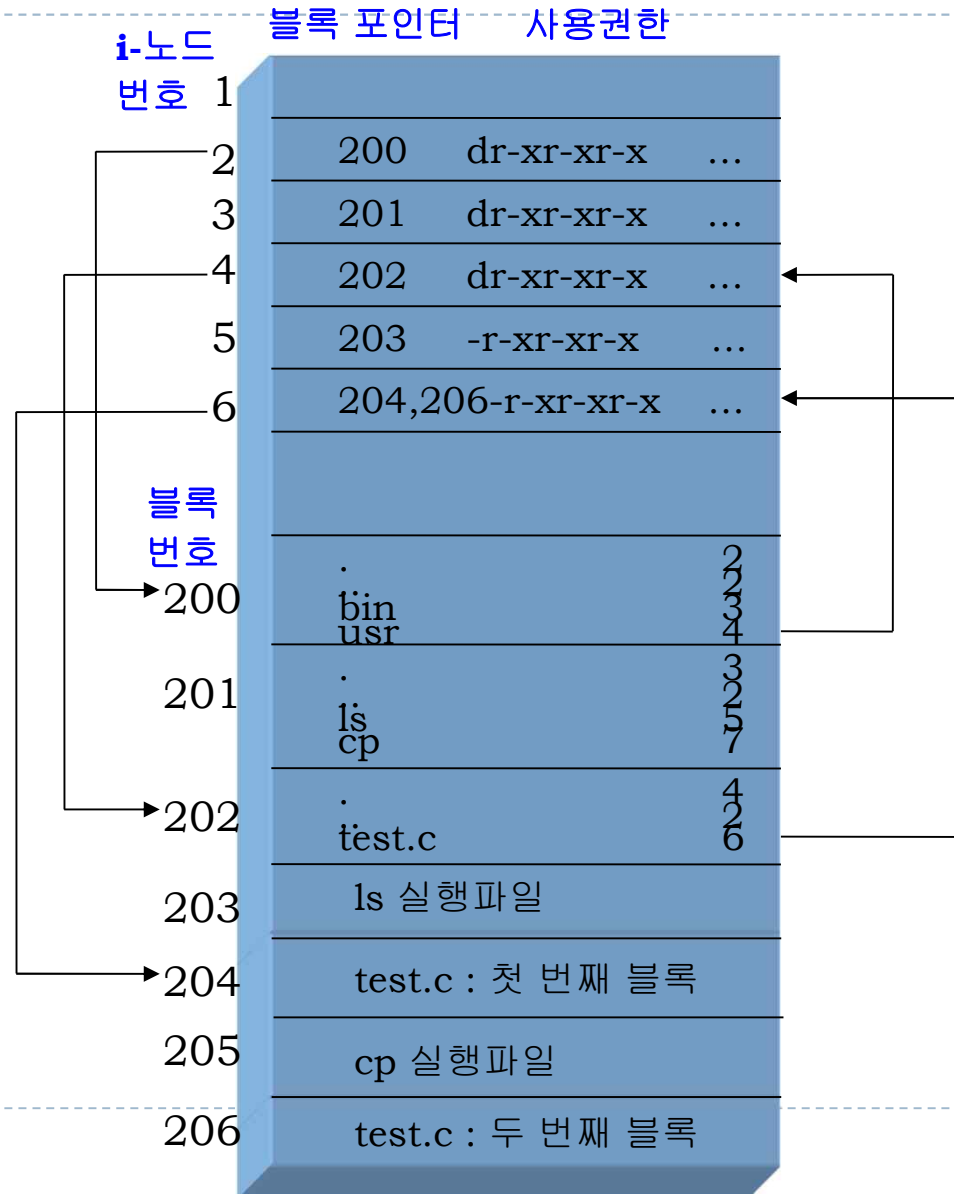 블록 포인터 사용권한
i-노드
번호 1
2 200 dr-xr-xr-x ...
3 201 dr-xr-xr-x ...
4 202 dr-xr-xr-x ...
5 203 -r-xr-xr-x ...
6 204,206-r-xr-xr-x ...
블록
번호
200
. 2
.. 2
bin 3
usr 4
201
. 3
.. 2
ls 5
cp 7
202
. 4
.. 2
test.c 6
203 ls 실행파일
204 test.c : 첫 번째 블록
205 cp 실행파일
206 test.c : 두 번째 블록